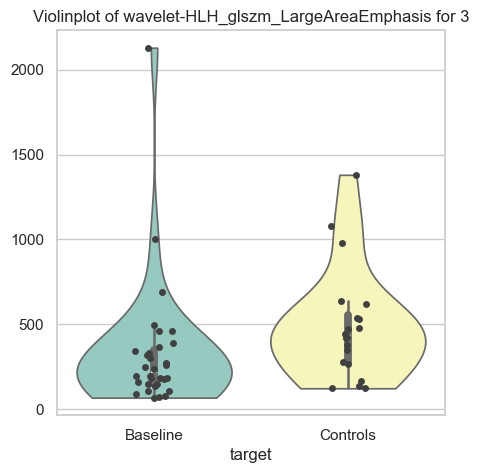 Violinplot of wavelet-HLH_glszm_LargeAreaEmphasis for 3
2000
1500
1000
500
0
Baseline Controls
target